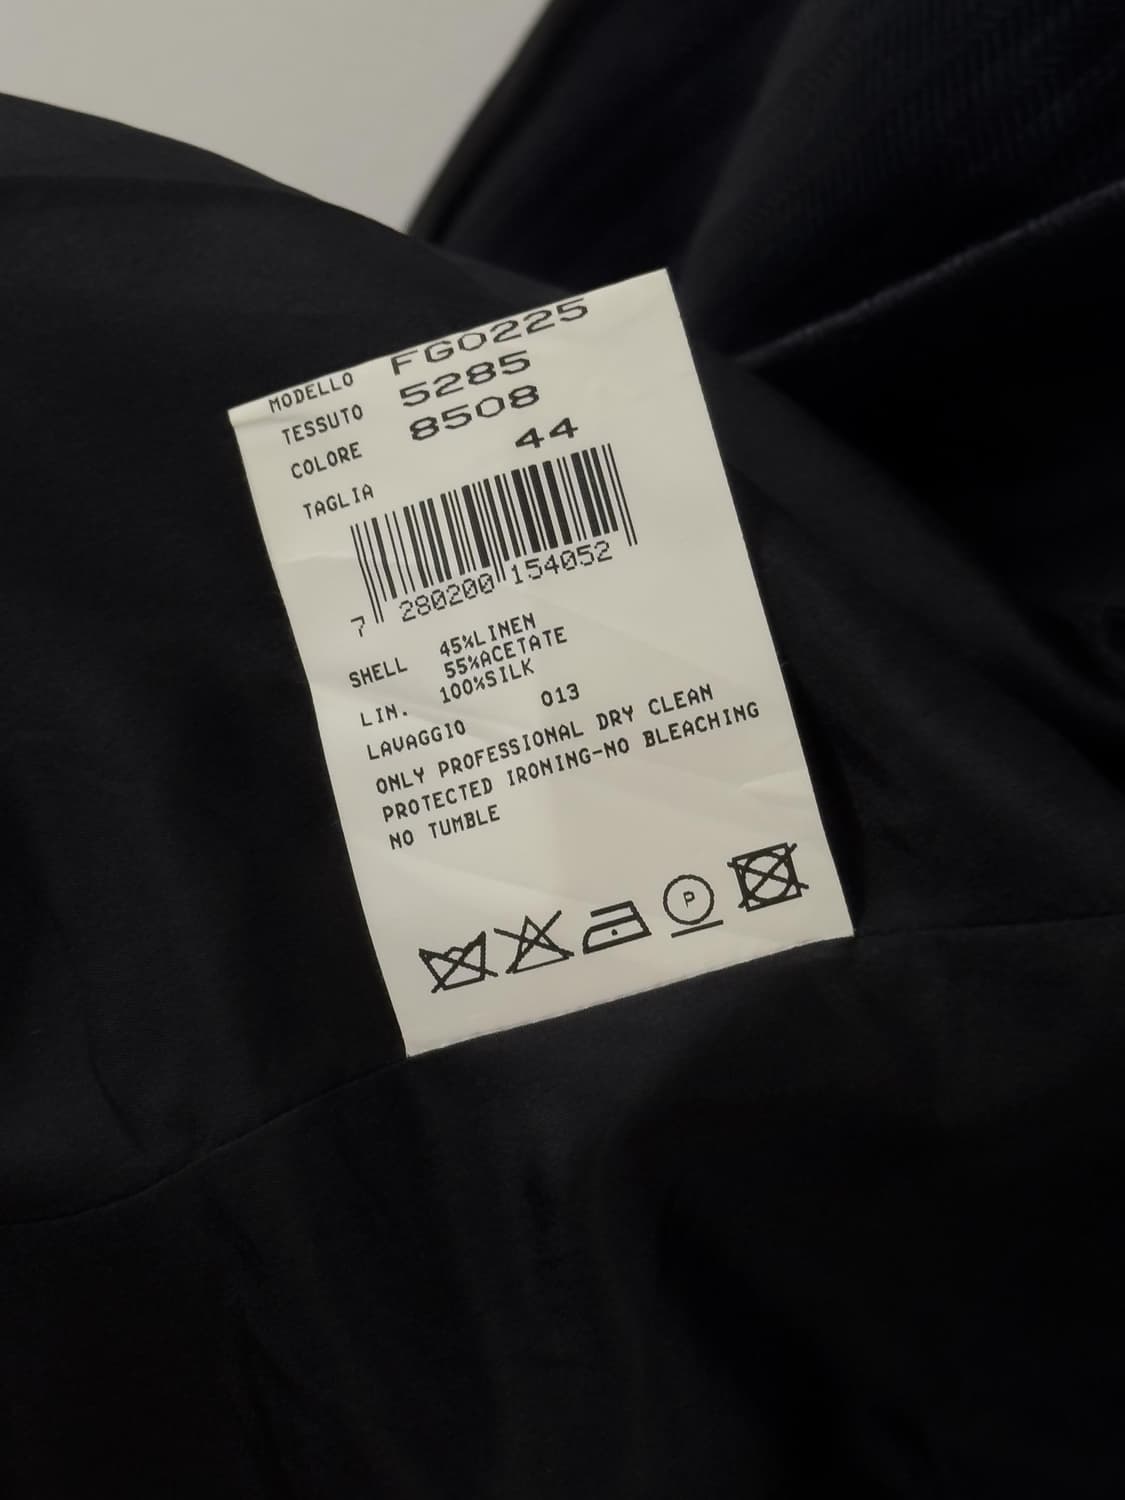 MODELLO FG0225
TESSUTO 5285
COLORE 8508
TAGLIA 44
7 280200 154052
SHELL 45%LINEN
55%ACETATE
LIN. 100%SILK
LAVAGGIO 013
ONLY PROFESSIONAL DRY CLEAN
PROTECTED IRONING-NO BLEACHING
NO TUMBLE
P